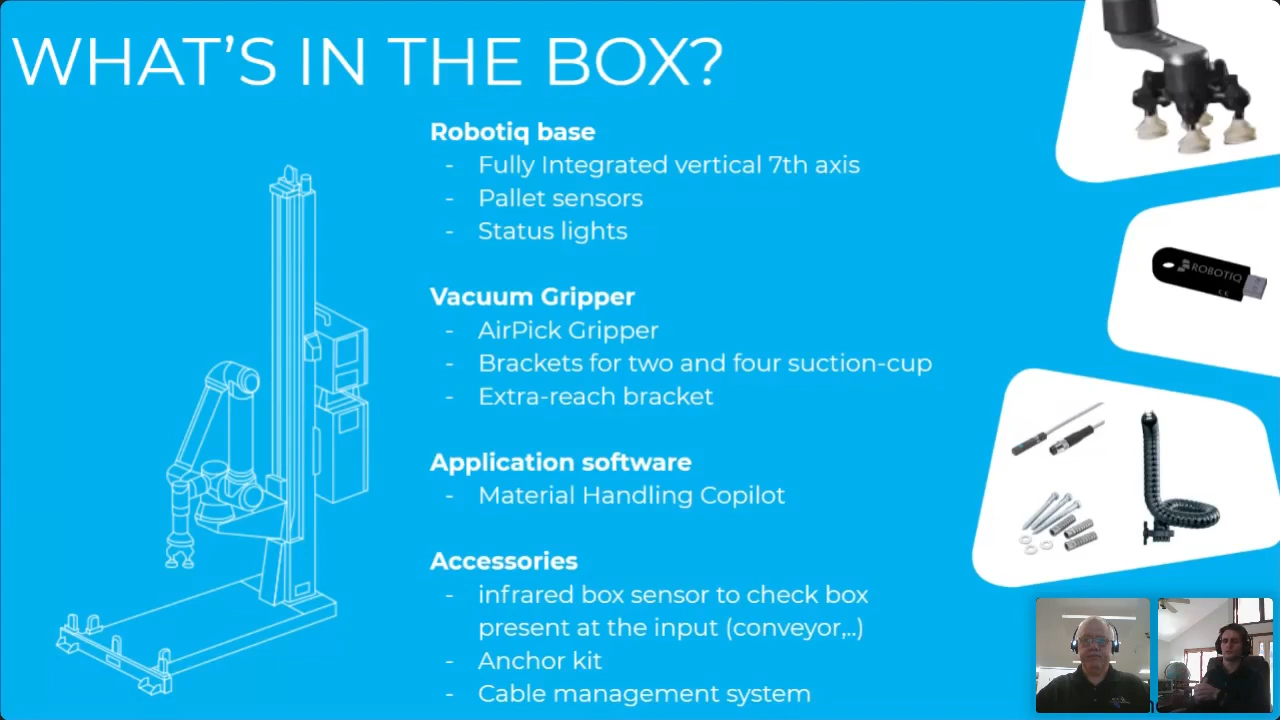 WHAT'S IN THE BOX?
Robotiq base
- Fully Integrated vertical 7th axis
- Pallet sensors
- Status lights
Vacuum Gripper
- AirPick Gripper
- Brackets for two and four suction-cup
- Extra-reach bracket
Application software
- Material Handling Copilot
Accessories
- infrared box sensor to check box
present at the input (conveyor,..)
- Anchor kit
- Cable management system
ROBOTIQ
CE